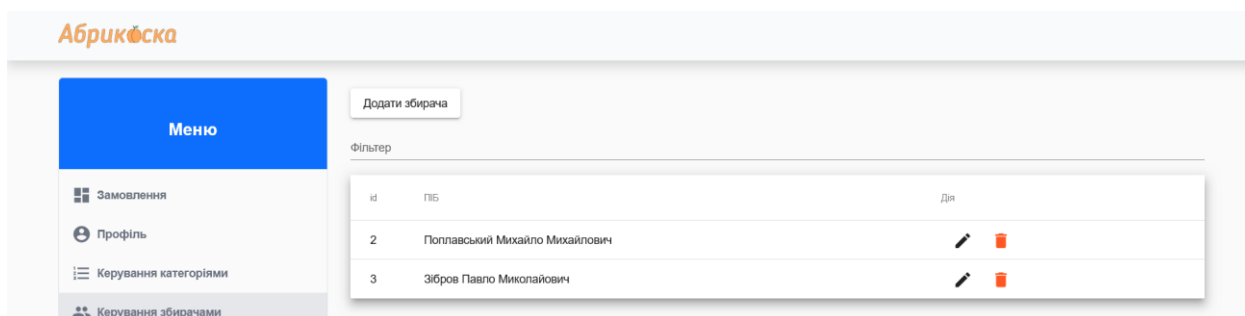 Абрикоска
Меню
Замовлення
Профіль
Керування категоріями
Керування збирачами
Додати збирача
Фільтер
id ПІБ Дія
2 Поплавський Михайло Михайлович
3 Зібров Павло Миколайович